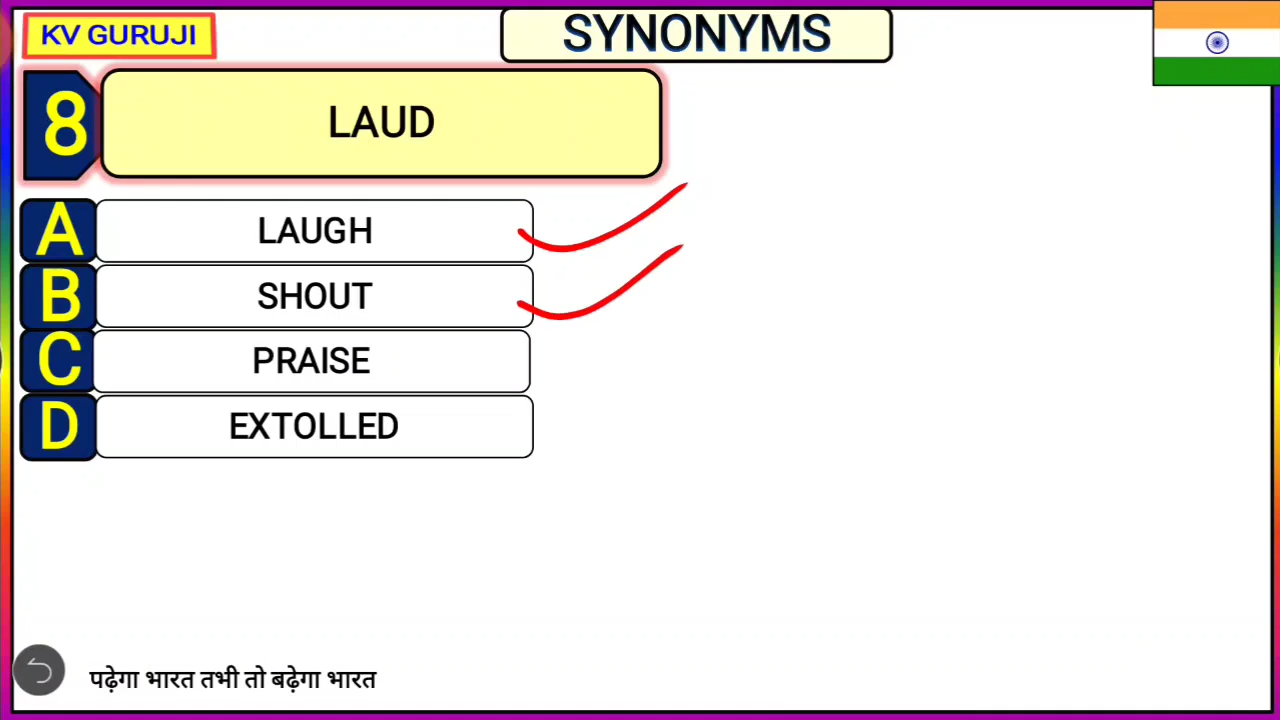 KV GURUJI
SYNONYMS
8
LAUD
A
LAUGH
B
SHOUT
C
PRAISE
D
EXTOLLED
पढ़ेगा भारत तभी तो बढ़ेगा भारत